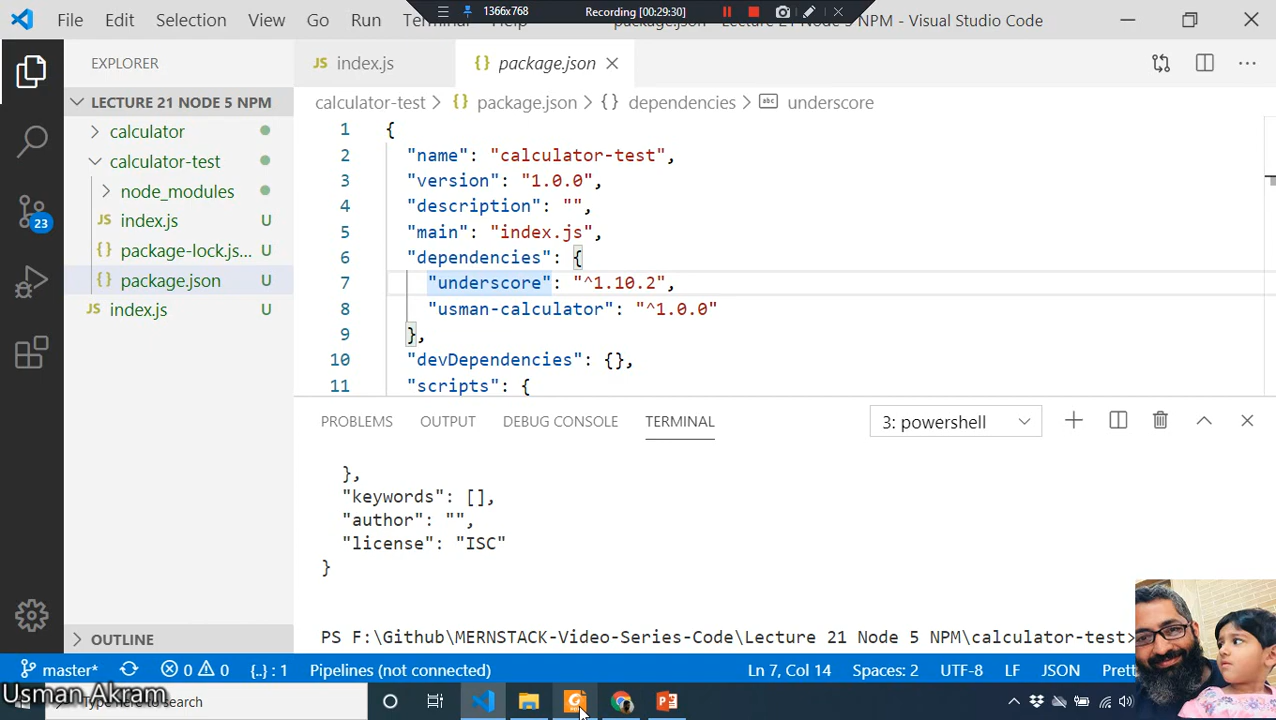 File Edit Selection View Go Run Terminal Help package.json - Visual Studio Code
1366x768 Recording [00:29:30]
EXPLORER
LECTURE 21 NODE 5 NPM
calculator
calculator-test
node_modules
JS index.js U
{} package-lock.js... U
{} package.json U
JS index.js U
OUTLINE
23
JS index.js
{} package.json
calculator-test > {} package.json > {} dependencies > abc underscore
1 {
2 "name": "calculator-test",
3 "version": "1.0.0",
4 "description": "",
5 "main": "index.js",
6 "dependencies": {
7 "underscore": "^1.10.2",
8 "usman-calculator": "^1.0.0"
9 },
10 "devDependencies": {},
11 "scripts": {
PROBLEMS OUTPUT DEBUG CONSOLE TERMINAL 3: powershell
},
"keywords": [],
"author": "",
"license": "ISC"
}
PS F:\Github\MERNSTACK-Video-Series-Code\Lecture 21 Node 5 NPM\calculator-test>
master* 0 0 {..} : 1 Pipelines (not connected) Ln 7, Col 14 Spaces: 2 UTF-8 LF JSON Prett
Usman Akram
Type here to search